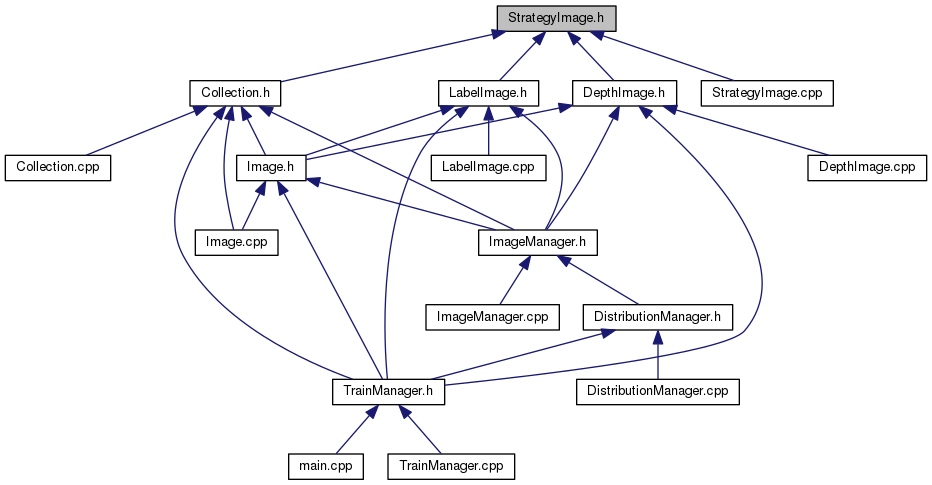 StrategyImage.h
Collection.h
LabelImage.h
DepthImage.h
StrategyImage.cpp
Collection.cpp
Image.h
LabelImage.cpp
DepthImage.cpp
Image.cpp
ImageManager.h
ImageManager.cpp
DistributionManager.h
TrainManager.h
DistributionManager.cpp
main.cpp
TrainManager.cpp